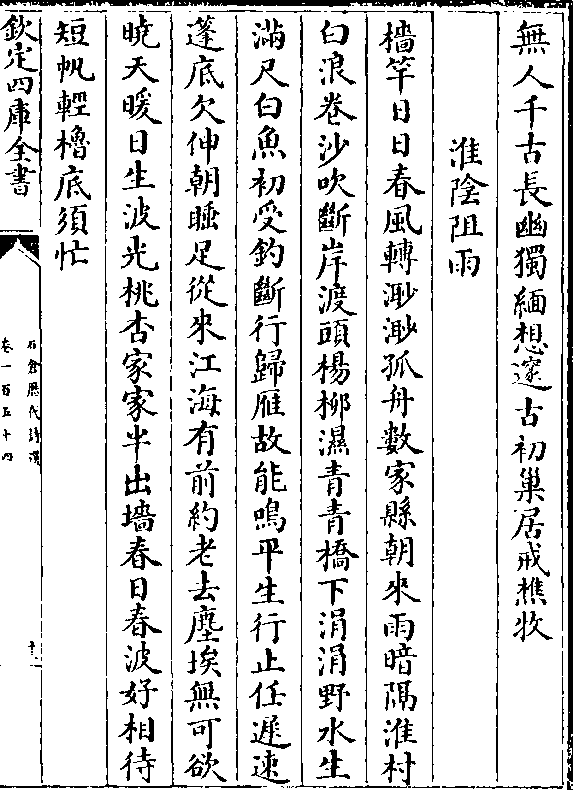 無人千古長幽獨緬想邃古初巢居戒樵牧
淮陰阻雨
檣竿日日春風轉渺渺孤舟數家縣朝來雨暗隔淮村
白浪卷沙吹斷岸渡頭楊柳濕青青橋下涓涓野水生
滿尺白魚初受釣斷行歸雁故能鳴平生行止任遲速
蓬底欠伸朝睡足從來江海有前約老去塵埃無可欲
曉天暖日生波光桃杏家家半出墻春日春波好相待
短帆輕櫓底須忙
欽定四庫全書
石倉歷代詩選
卷一百五十四